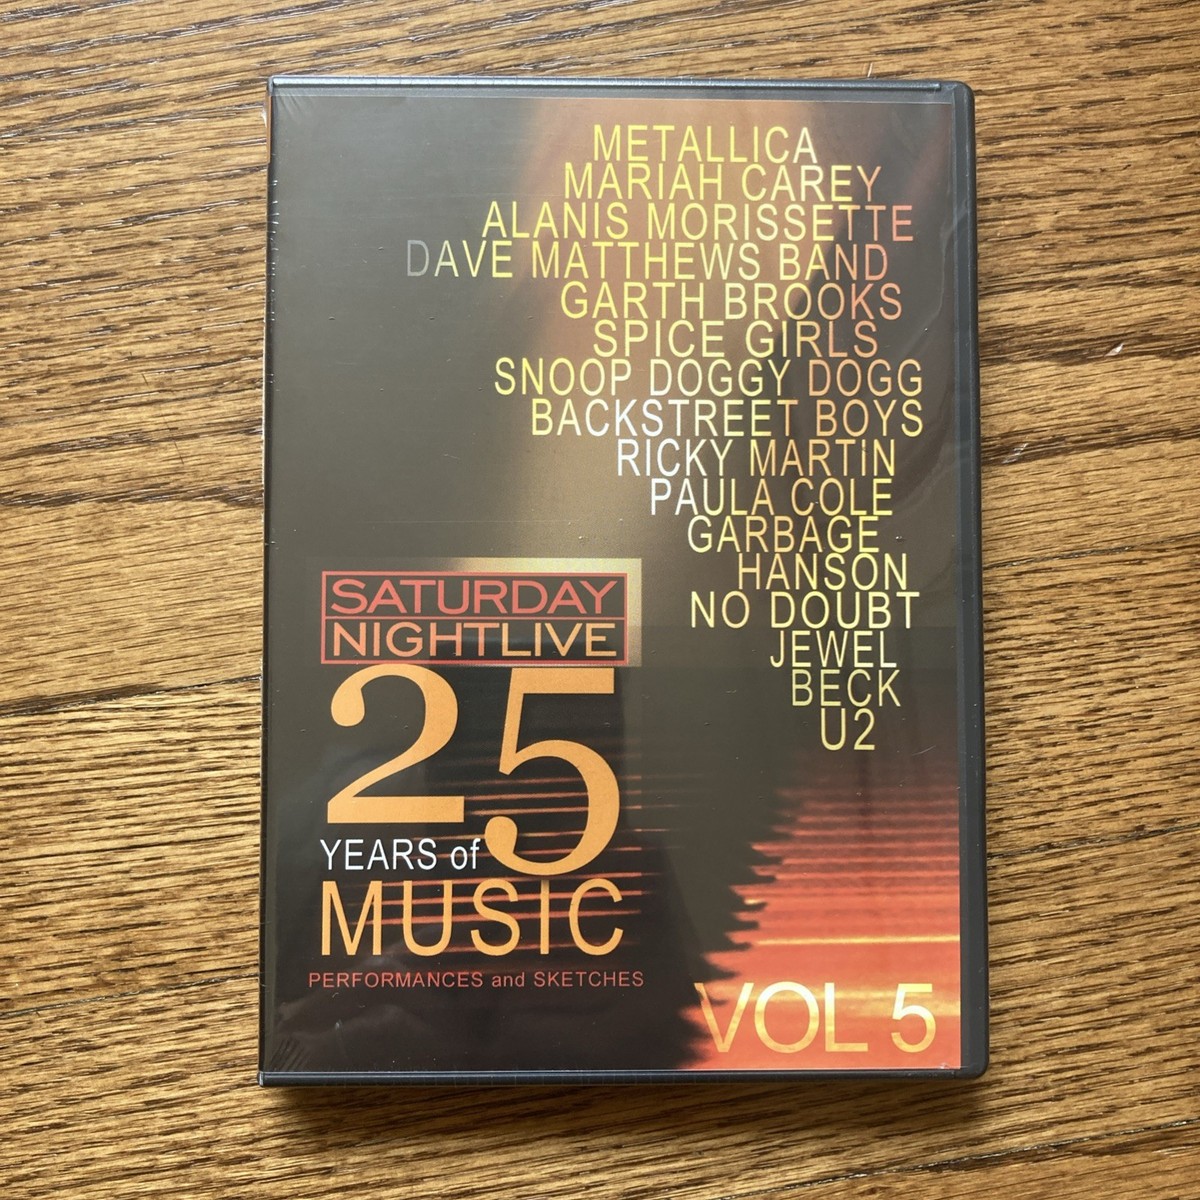 METALLICA
MARIAH CAREY
ALANIS MORISSETTE
DAVE MATTHEWS BAND
GARTH BROOKS
SPICE GIRLS
SNOOP DOGGY DOGG
BACKSTREET BOYS
RICKY MARTIN
PAULA COLE
GARBAGE
HANSON
NO DOUBT
JEWEL
BECK
U2
SATURDAY
NIGHTLIVE
25
YEARS of
MUSIC
PERFORMANCES and SKETCHES
VOL 5